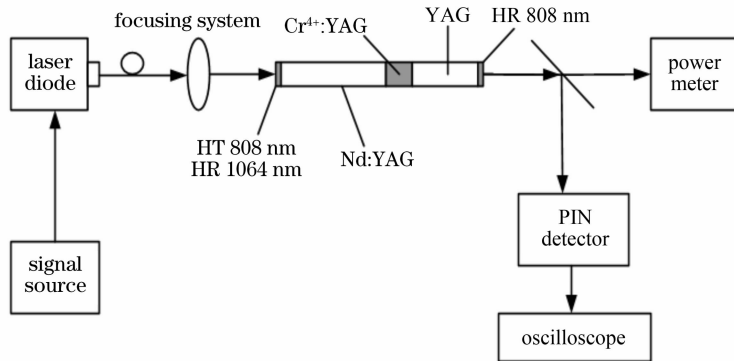 focusing system
Cr⁴⁺:YAG
YAG
HR 808 nm
laser
diode
power
meter
HT 808 nm
HR 1064 nm
Nd:YAG
PIN
detector
signal
source
oscilloscope